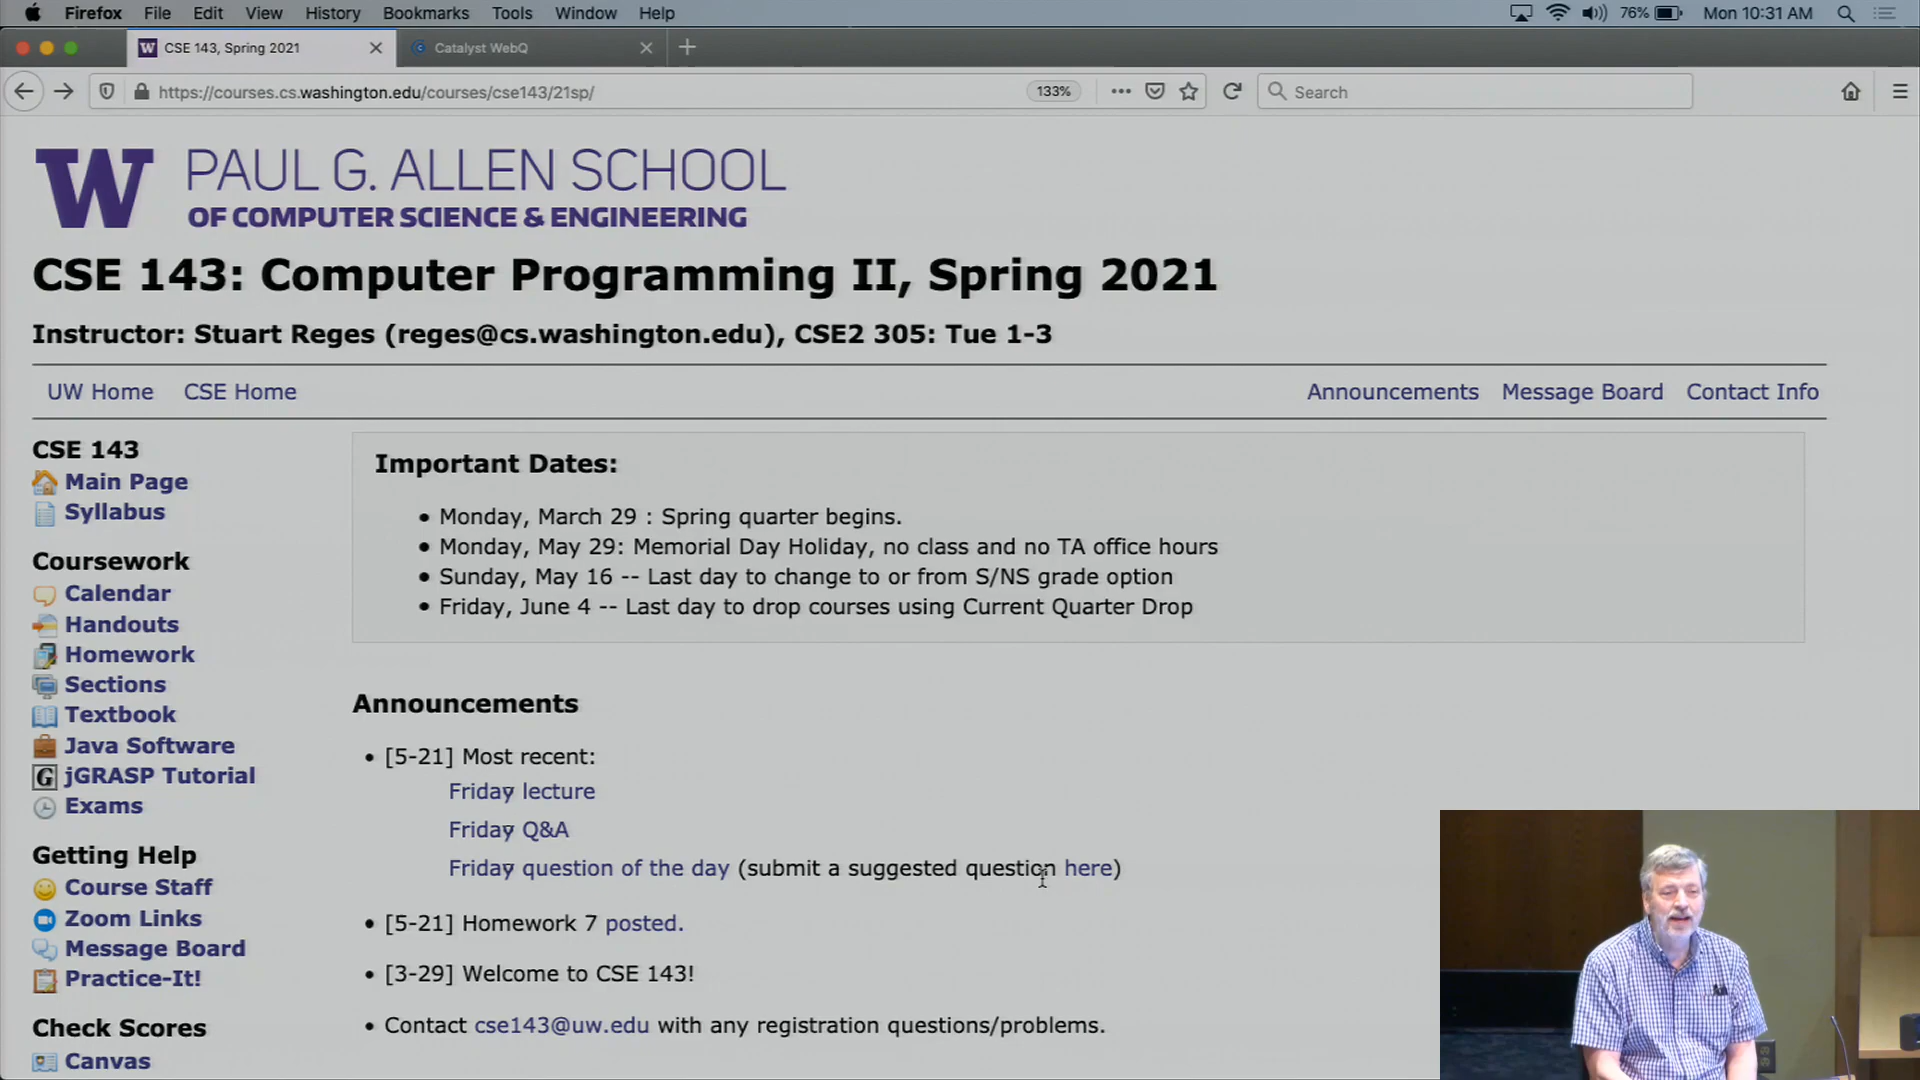 Firefox File Edit View History Bookmarks Tools Window Help 76% Mon 10:31 AM
CSE 143, Spring 2021 Catalyst WebQ
https://courses.cs.washington.edu/courses/cse143/21sp/ 133% Search
W PAUL G. ALLEN SCHOOL
OF COMPUTER SCIENCE & ENGINEERING
CSE 143: Computer Programming II, Spring 2021
Instructor: Stuart Reges (reges@cs.washington.edu), CSE2 305: Tue 1-3
UW Home CSE Home Announcements Message Board Contact Info
CSE 143
Main Page
Syllabus
Coursework
Calendar
Handouts
Homework
Sections
Textbook
Java Software
G jGRASP Tutorial
Exams
Getting Help
Course Staff
Zoom Links
Message Board
Practice-It!
Check Scores
Canvas
Important Dates:
• Monday, March 29 : Spring quarter begins.
• Monday, May 29: Memorial Day Holiday, no class and no TA office hours
• Sunday, May 16 -- Last day to change to or from S/NS grade option
• Friday, June 4 -- Last day to drop courses using Current Quarter Drop
Announcements
• [5-21] Most recent:
Friday lecture
Friday Q&A
Friday question of the day (submit a suggested question here)
• [5-21] Homework 7 posted.
• [3-29] Welcome to CSE 143!
• Contact cse143@uw.edu with any registration questions/problems.